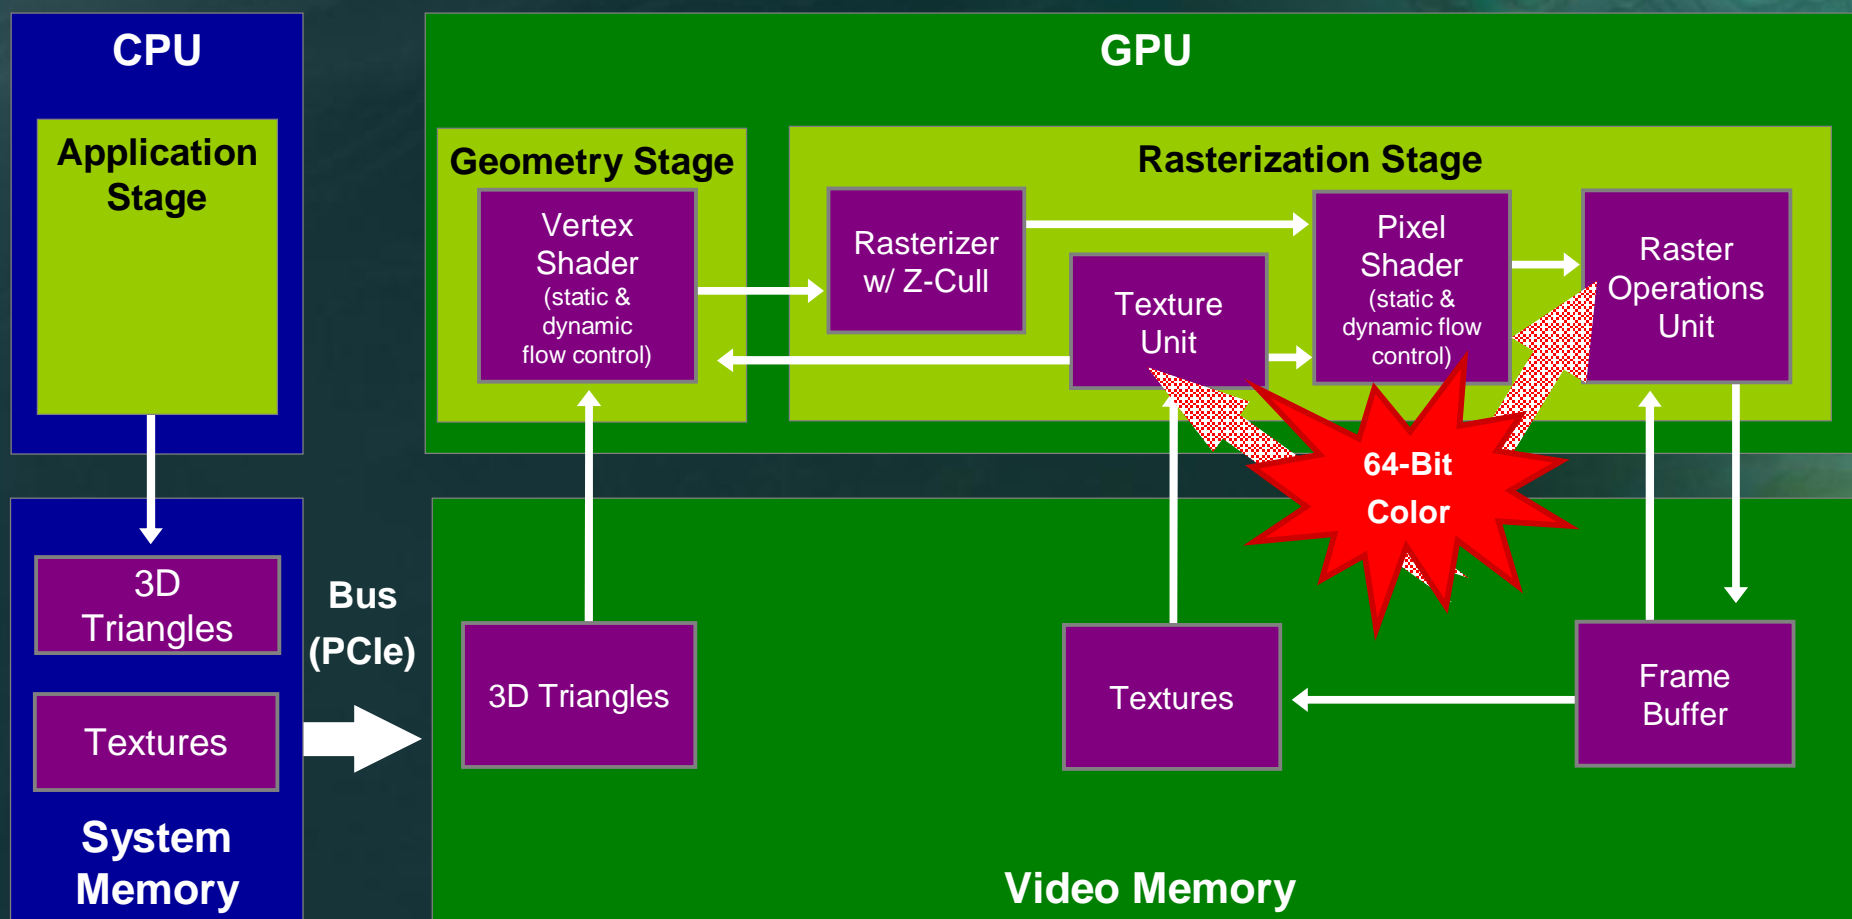 CPU
Application
Stage
3D
Triangles
Textures
System
Memory
Bus
(PCIe)
GPU
Geometry Stage
Vertex
Shader
(static &
dynamic
flow control)
Rasterization Stage
Rasterizer
w/ Z-Cull
Texture
Unit
Pixel
Shader
(static &
dynamic flow
control)
Raster
Operations
Unit
64-Bit
Color
3D Triangles
Textures
Frame
Buffer
Video Memory